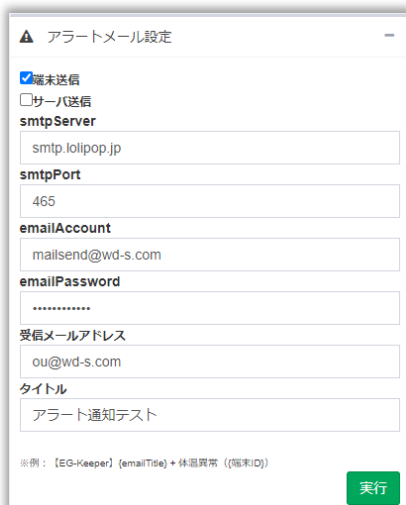 アラートメール設定
端末送信
サーバ送信
smtpServer
smtp.lolipop.jp
smtpPort
465
emailAccount
mailsend@wd-s.com
emailPassword
••••••••••••
受信メールアドレス
ou@wd-s.com
タイトル
アラート通知テスト
※例：【EG-Keeper】{emailTitle} + 体温異常（{端末ID}）
実行